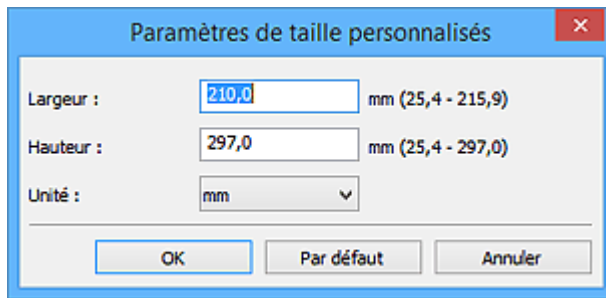 Paramètres de taille personnalisés
Largeur : 210,0 mm (25,4 - 215,9)
Hauteur : 297,0 mm (25,4 - 297,0)
Unité : mm
OK Par défaut Annuler